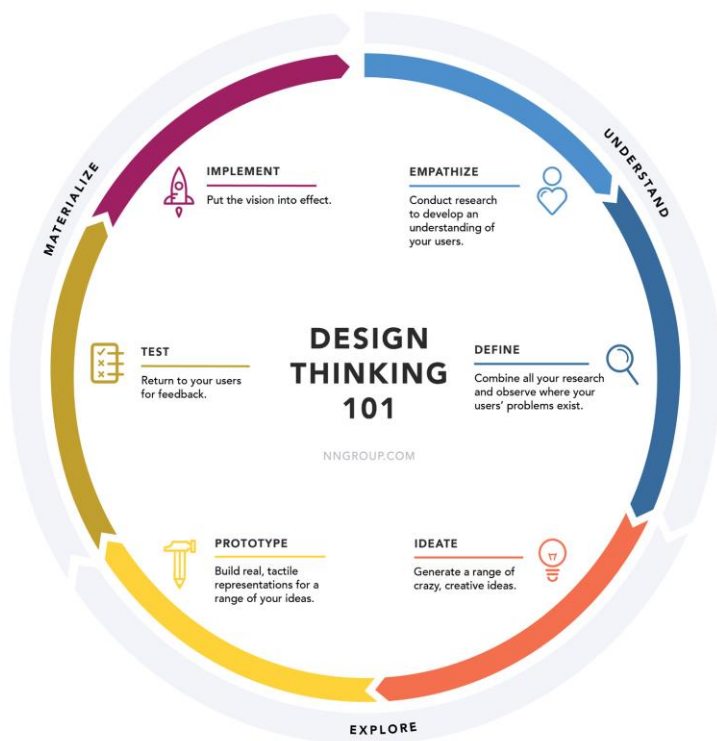 DESIGN
THINKING
101
NNGROUP.COM
UNDERSTAND
EMPATHIZE
Conduct research
to develop an
understanding of
your users.
DEFINE
Combine all your research
and observe where your
users’ problems exist.
EXPLORE
IDEATE
Generate a range of
crazy, creative ideas.
PROTOTYPE
Build real, tactile
representations for a
range of your ideas.
MATERIALIZE
TEST
Return to your users
for feedback.
IMPLEMENT
Put the vision into effect.